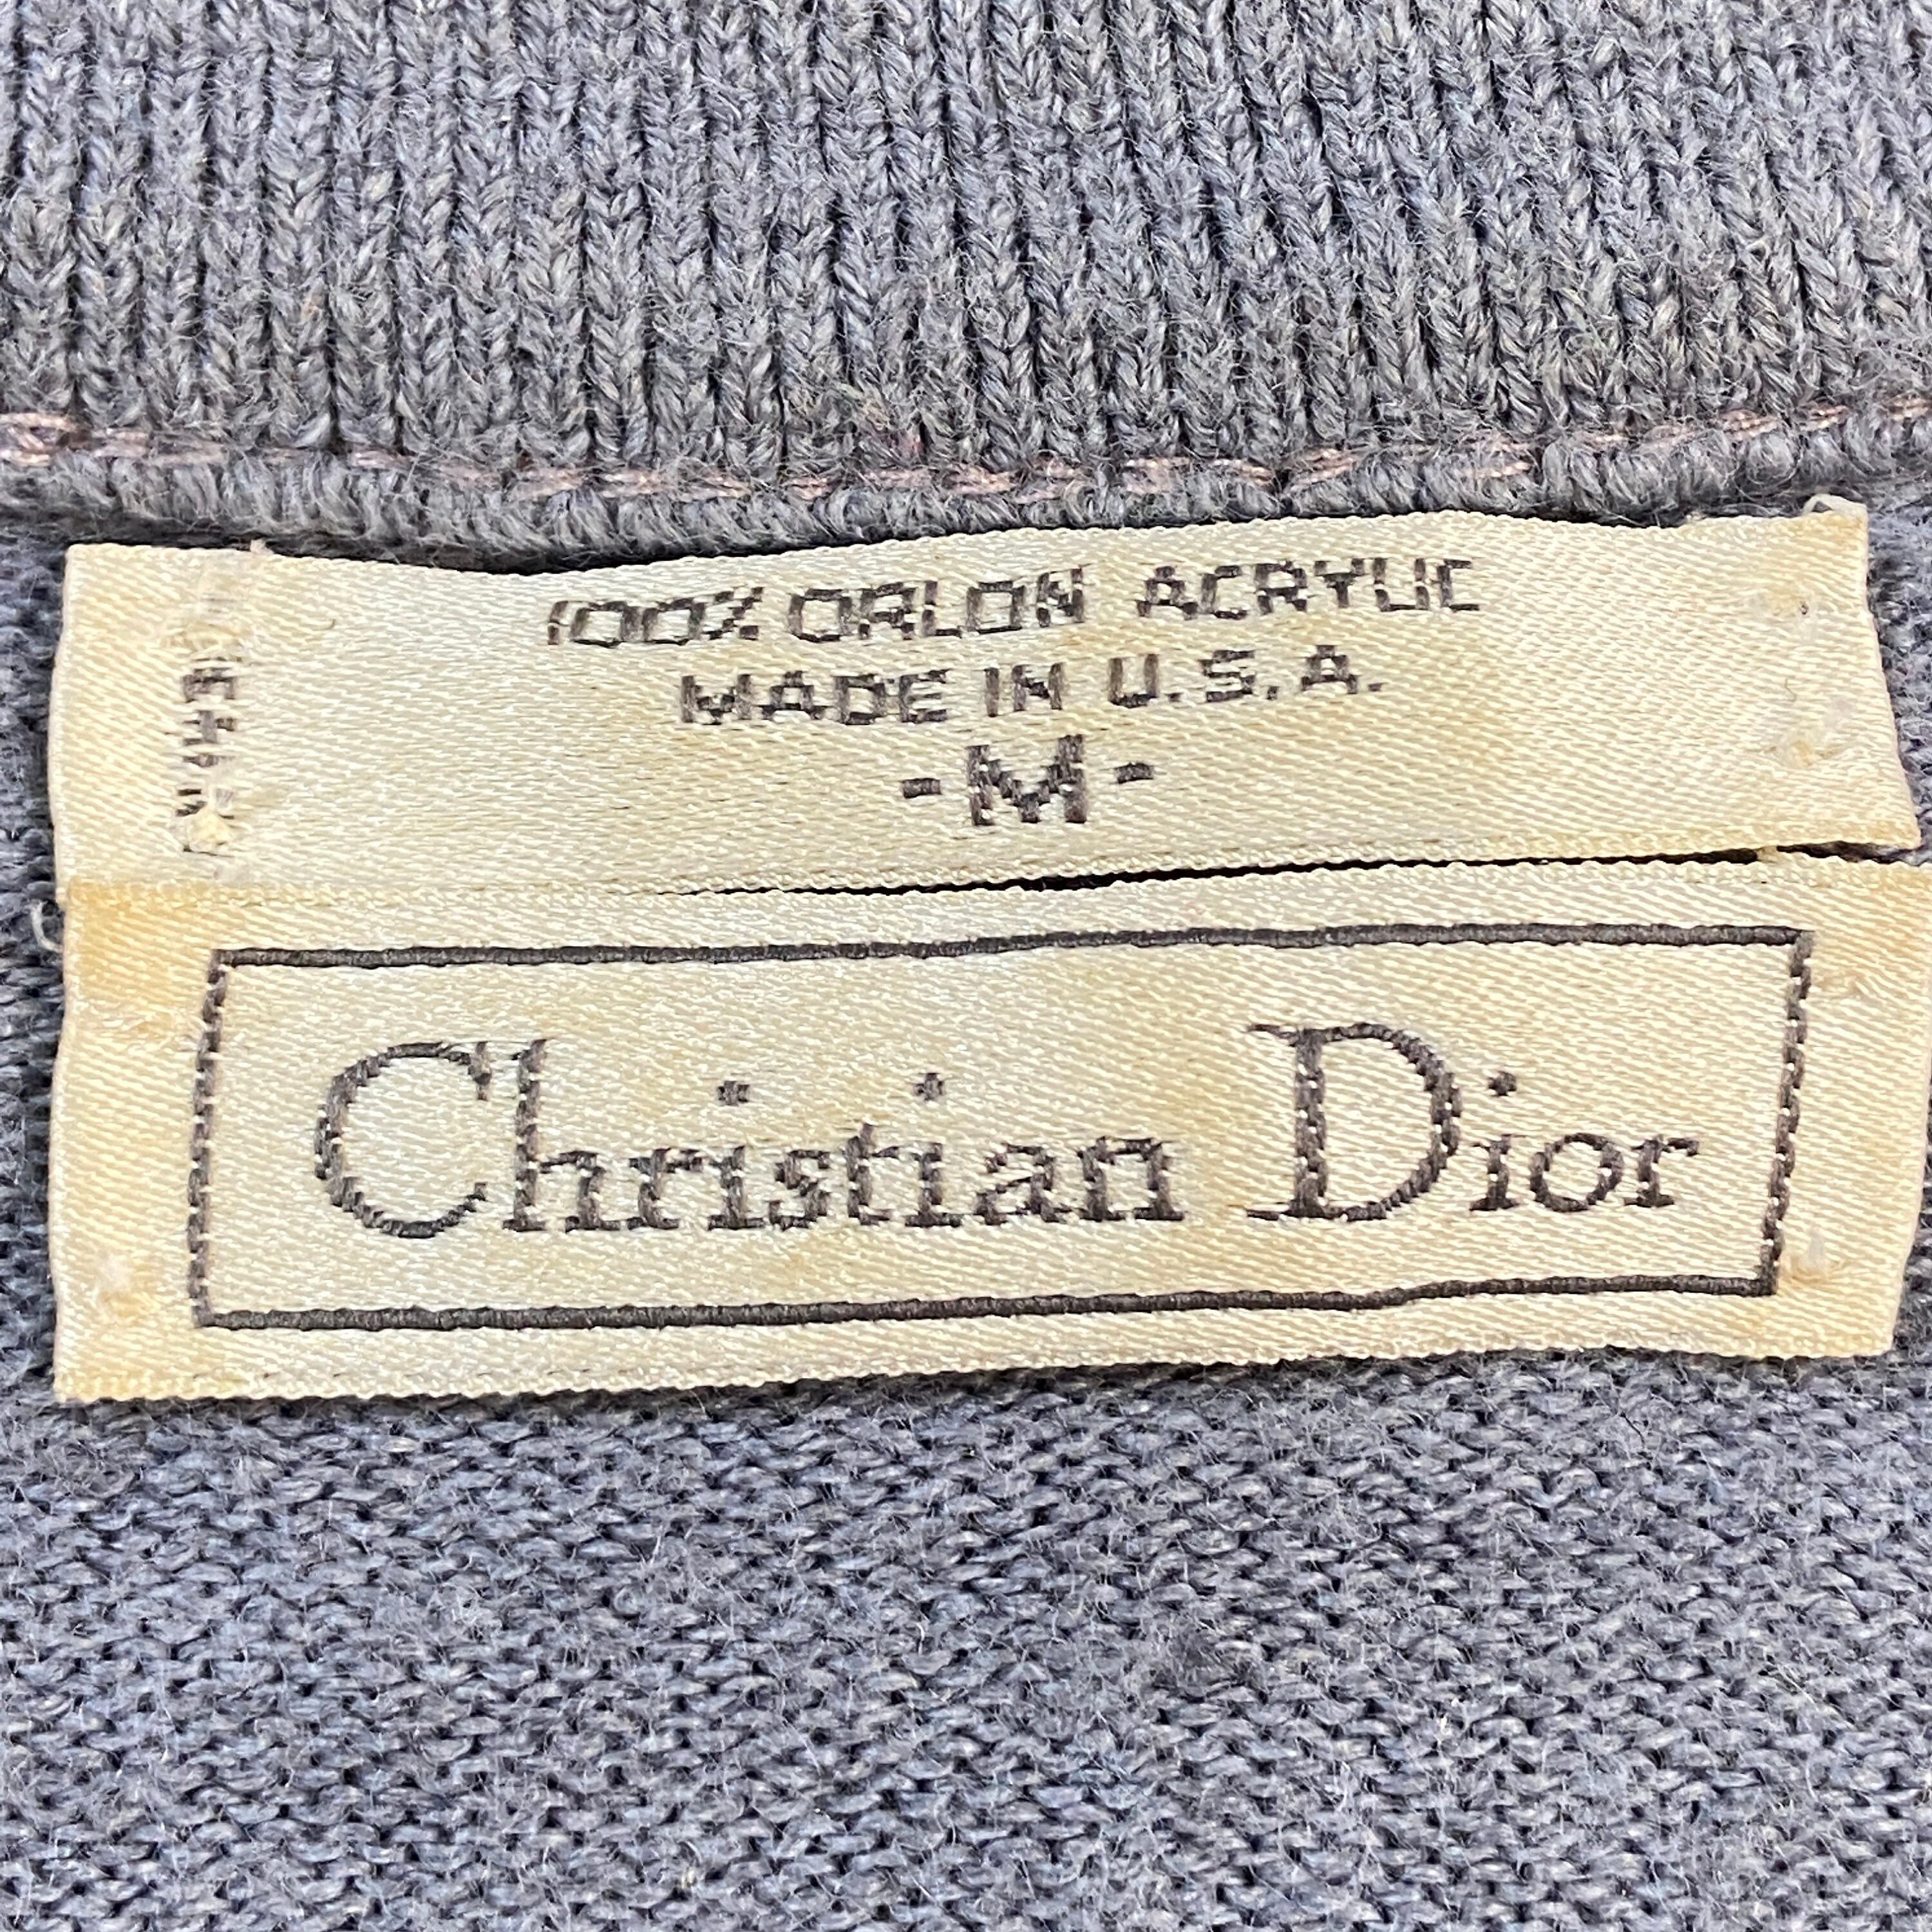 100% ORLON ACRYLIC
MADE IN U.S.A.
-M-
Christian Dior